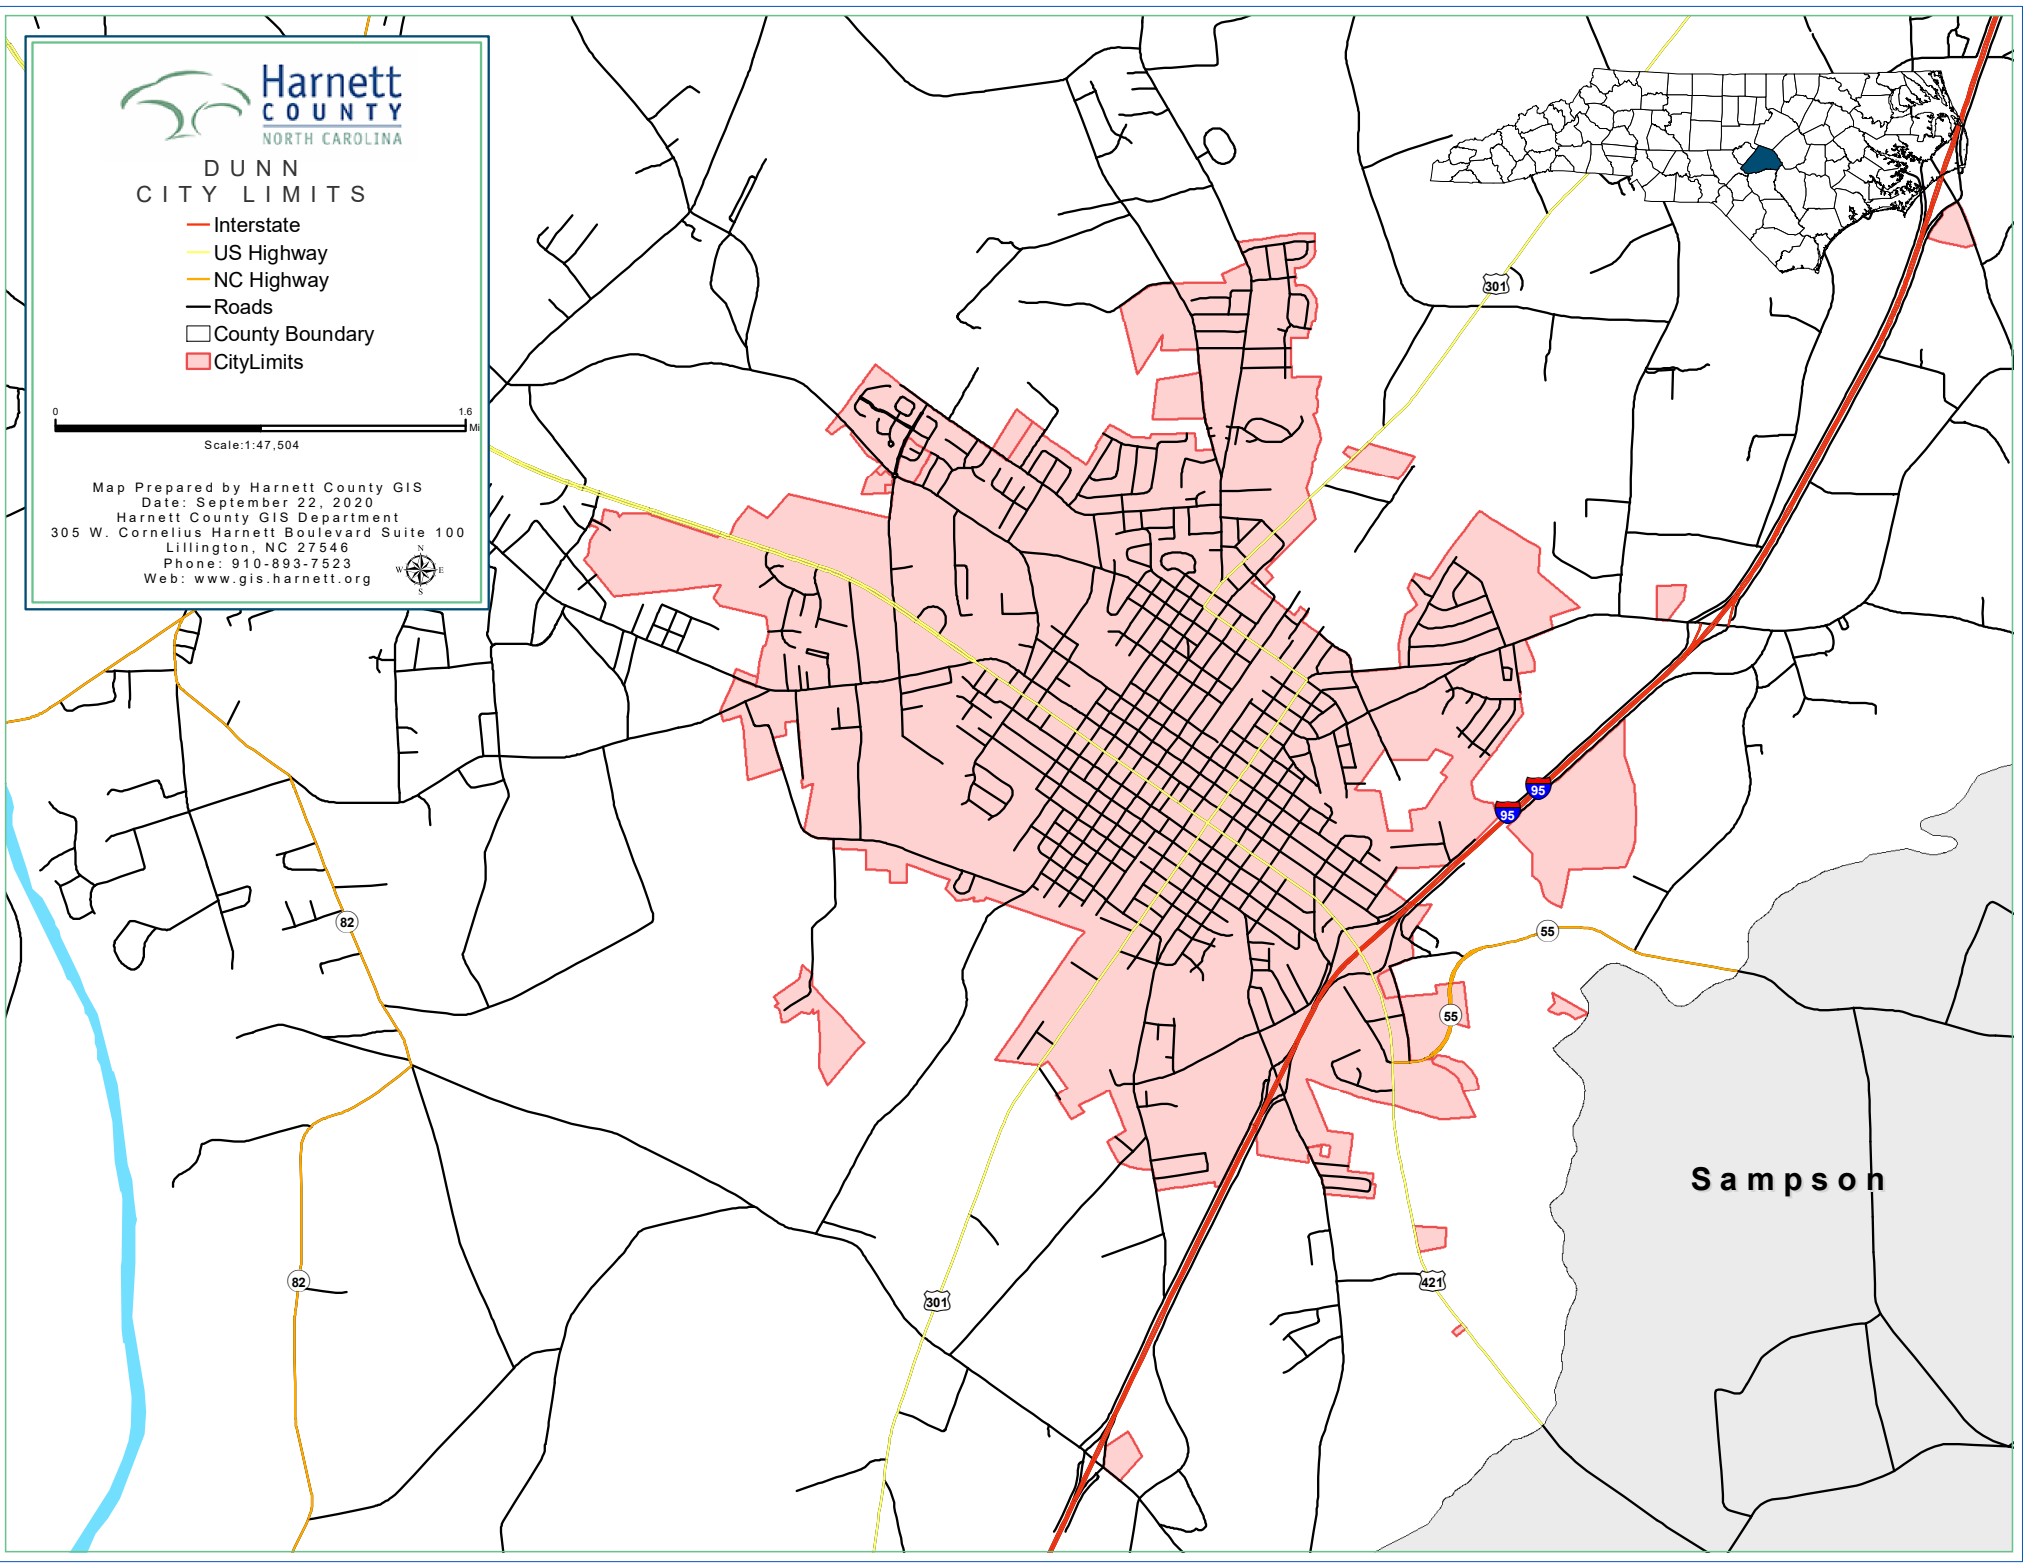 Harnett
COUNTY
NORTH CAROLINA
DUNN
CITY LIMITS
Interstate
US Highway
NC Highway
Roads
County Boundary
CityLimits
0 1.6
Mi
Scale:1:47,504
Map Prepared by Harnett County GIS
Date: September 22, 2020
Harnett County GIS Department
305 W. Cornelius Harnett Boulevard Suite 100
Lillington, NC 27546
Phone: 910-893-7523
Web: www.gis.harnett.org
N
W E
S
301
95
95
82
55
55
Sampson
82
421
301